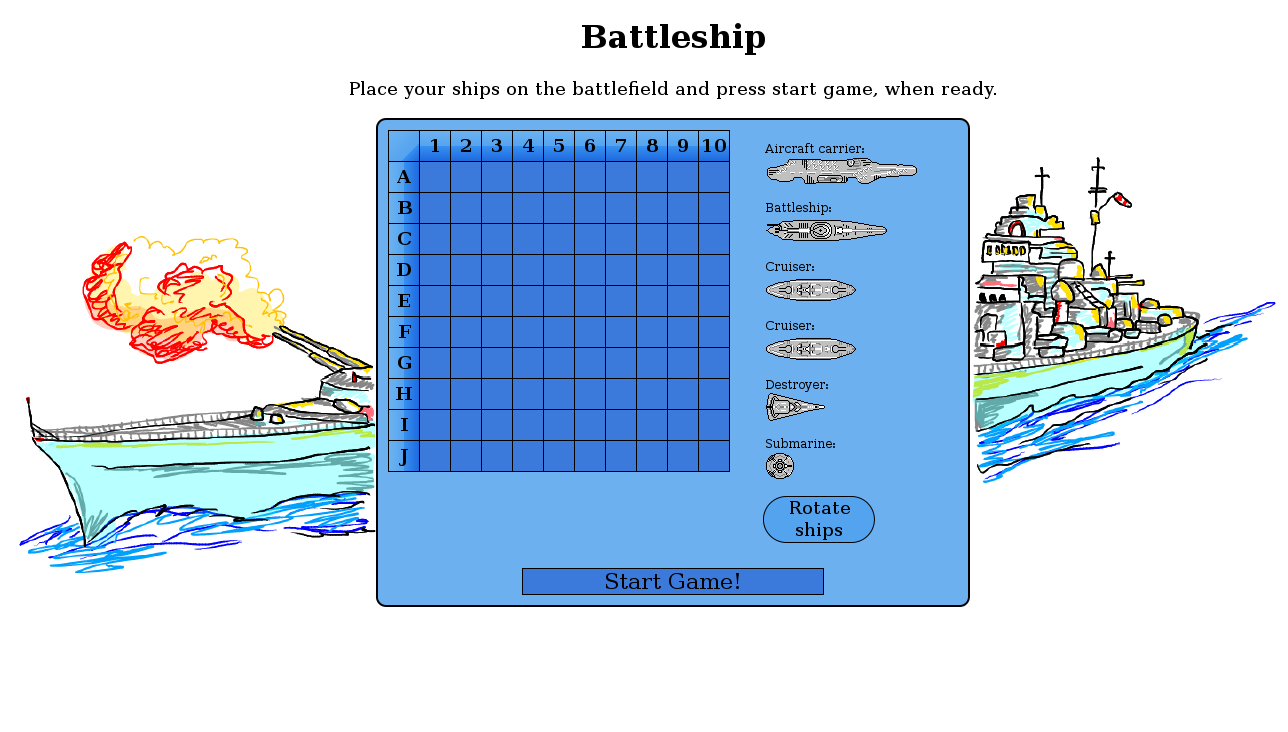 Battleship
Place your ships on the battlefield and press start game, when ready.
1 2 3 4 5 6 7 8 9 10
A
B
C
D
E
F
G
H
I
J
Aircraft carrier:
Battleship:
Cruiser:
Cruiser:
Destroyer:
Submarine:
Rotate
ships
Start Game!